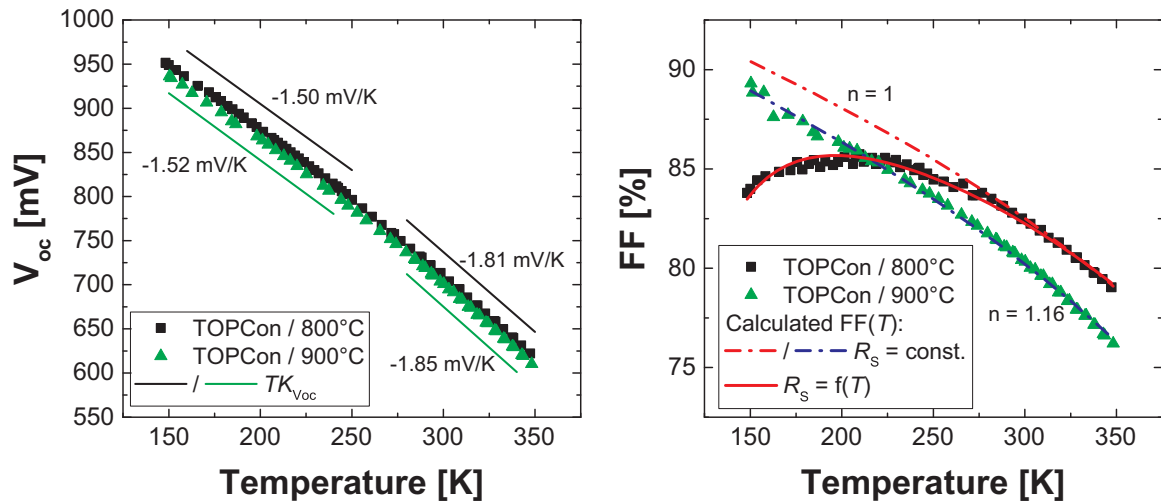 1000
950
900
850
800
750
700
650
600
550
V_oc [mV]
-1.50 mV/K
-1.52 mV/K
-1.81 mV/K
-1.85 mV/K
TOPCon / 800°C
TOPCon / 900°C
/ TK_Voc
150 200 250 300 350
Temperature [K]
90
85
80
75
FF [%]
n = 1
n = 1.16
TOPCon / 800°C
TOPCon / 900°C
Calculated FF(T):
/ R_S = const.
R_S = f(T)
150 200 250 300 350
Temperature [K]